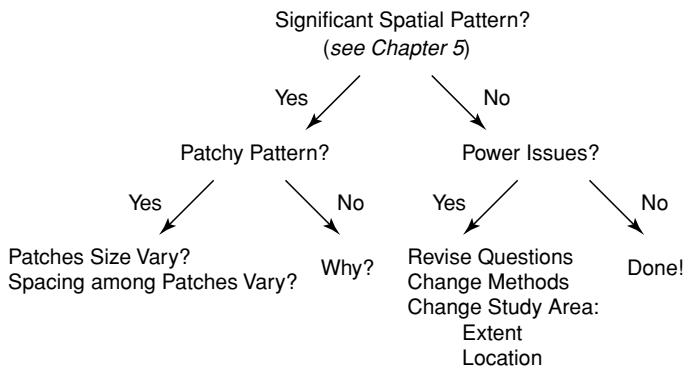 Significant Spatial Pattern?
(see Chapter 5)
Yes
No
Patchy Pattern?
Power Issues?
Yes
No
Yes
No
Patches Size Vary?
Spacing among Patches Vary?
Why?
Revise Questions
Change Methods
Change Study Area:
Extent
Location
Done!